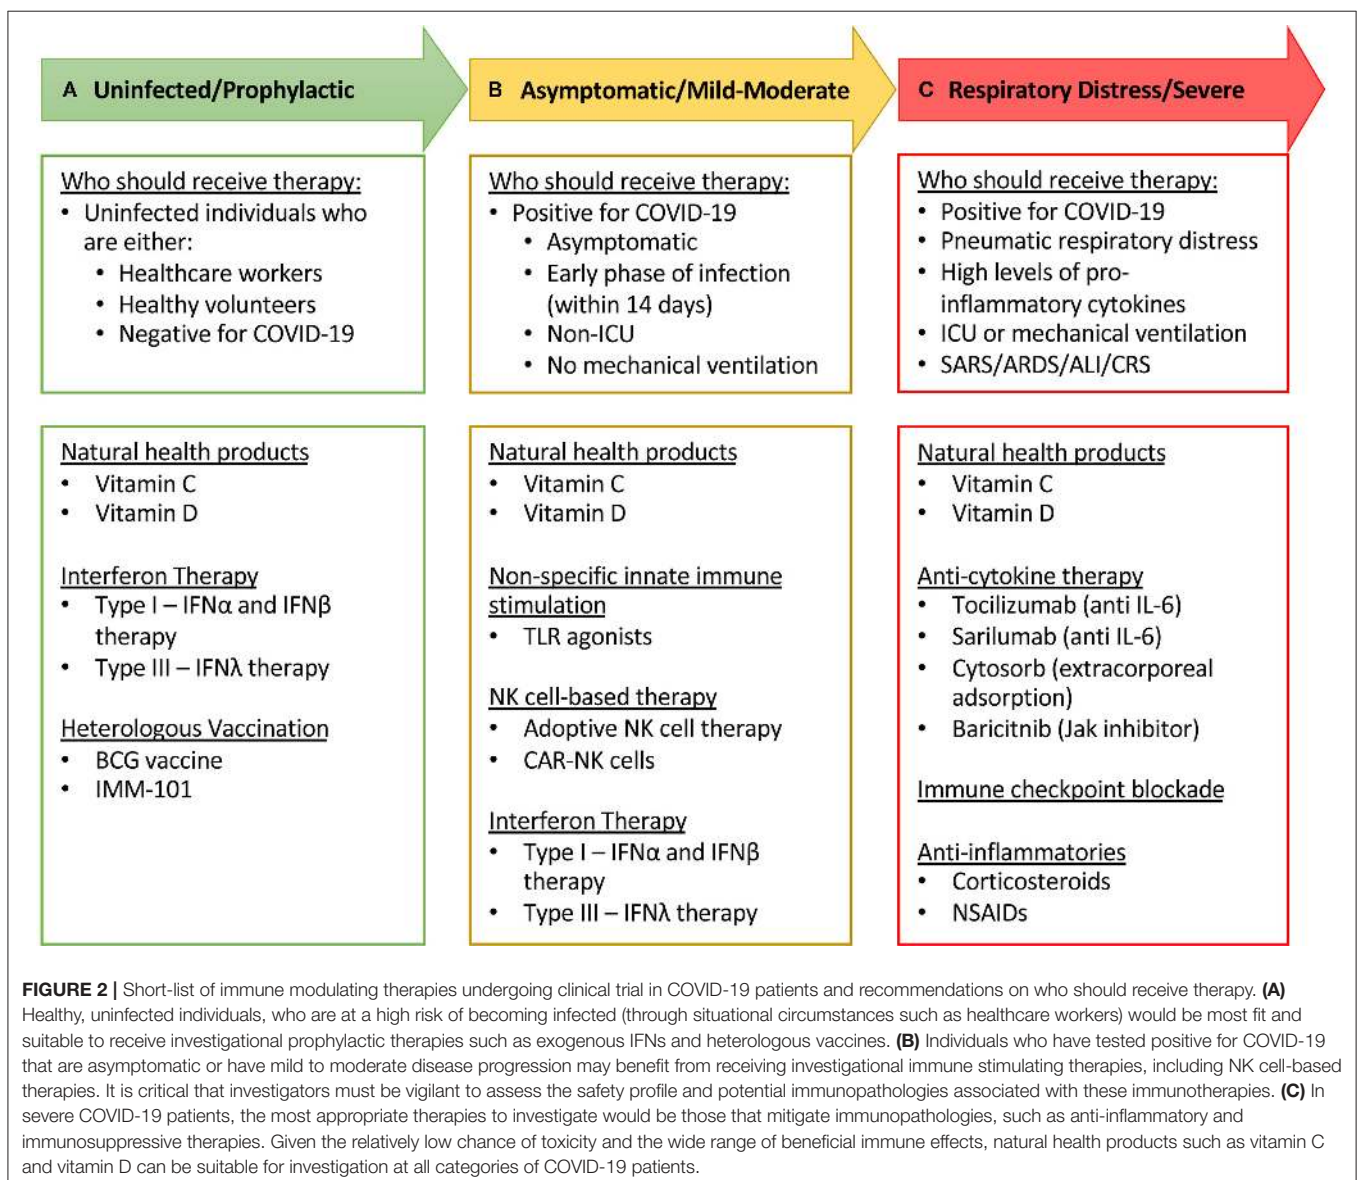 A Uninfected/Prophylactic
Who should receive therapy:
• Uninfected individuals who
are either:
• Healthcare workers
• Healthy volunteers
• Negative for COVID-19
Natural health products
• Vitamin C
• Vitamin D
Interferon Therapy
• Type I – IFNα and IFNβ
therapy
• Type III – IFNλ therapy
Heterologous Vaccination
• BCG vaccine
• IMM-101
B Asymptomatic/Mild-Moderate
Who should receive therapy:
• Positive for COVID-19
• Asymptomatic
• Early phase of infection
(within 14 days)
• Non-ICU
• No mechanical ventilation
Natural health products
• Vitamin C
• Vitamin D
Non-specific innate immune
stimulation
• TLR agonists
NK cell-based therapy
• Adoptive NK cell therapy
• CAR-NK cells
Interferon Therapy
• Type I – IFNα and IFNβ
therapy
• Type III – IFNλ therapy
C Respiratory Distress/Severe
Who should receive therapy:
• Positive for COVID-19
• Pneumatic respiratory distress
• High levels of pro-
inflammatory cytokines
• ICU or mechanical ventilation
• SARS/ARDS/ALI/CRS
Natural health products
• Vitamin C
• Vitamin D
Anti-cytokine therapy
• Tocilizumab (anti IL-6)
• Sarilumab (anti IL-6)
• Cytosorb (extracorporeal
adsorption)
• Baricitnib (Jak inhibitor)
Immune checkpoint blockade
Anti-inflammatories
• Corticosteroids
• NSAIDs
FIGURE 2 | Short-list of immune modulating therapies undergoing clinical trial in COVID-19 patients and recommendations on who should receive therapy. (A)
Healthy, uninfected individuals, who are at a high risk of becoming infected (through situational circumstances such as healthcare workers) would be most fit and
suitable to receive investigational prophylactic therapies such as exogenous IFNs and heterologous vaccines. (B) Individuals who have tested positive for COVID-19
that are asymptomatic or have mild to moderate disease progression may benefit from receiving investigational immune stimulating therapies, including NK cell-based
therapies. It is critical that investigators must be vigilant to assess the safety profile and potential immunopathologies associated with these immunotherapies. (C) In
severe COVID-19 patients, the most appropriate therapies to investigate would be those that mitigate immunopathologies, such as anti-inflammatory and
immunosuppressive therapies. Given the relatively low chance of toxicity and the wide range of beneficial immune effects, natural health products such as vitamin C
and vitamin D can be suitable for investigation at all categories of COVID-19 patients.